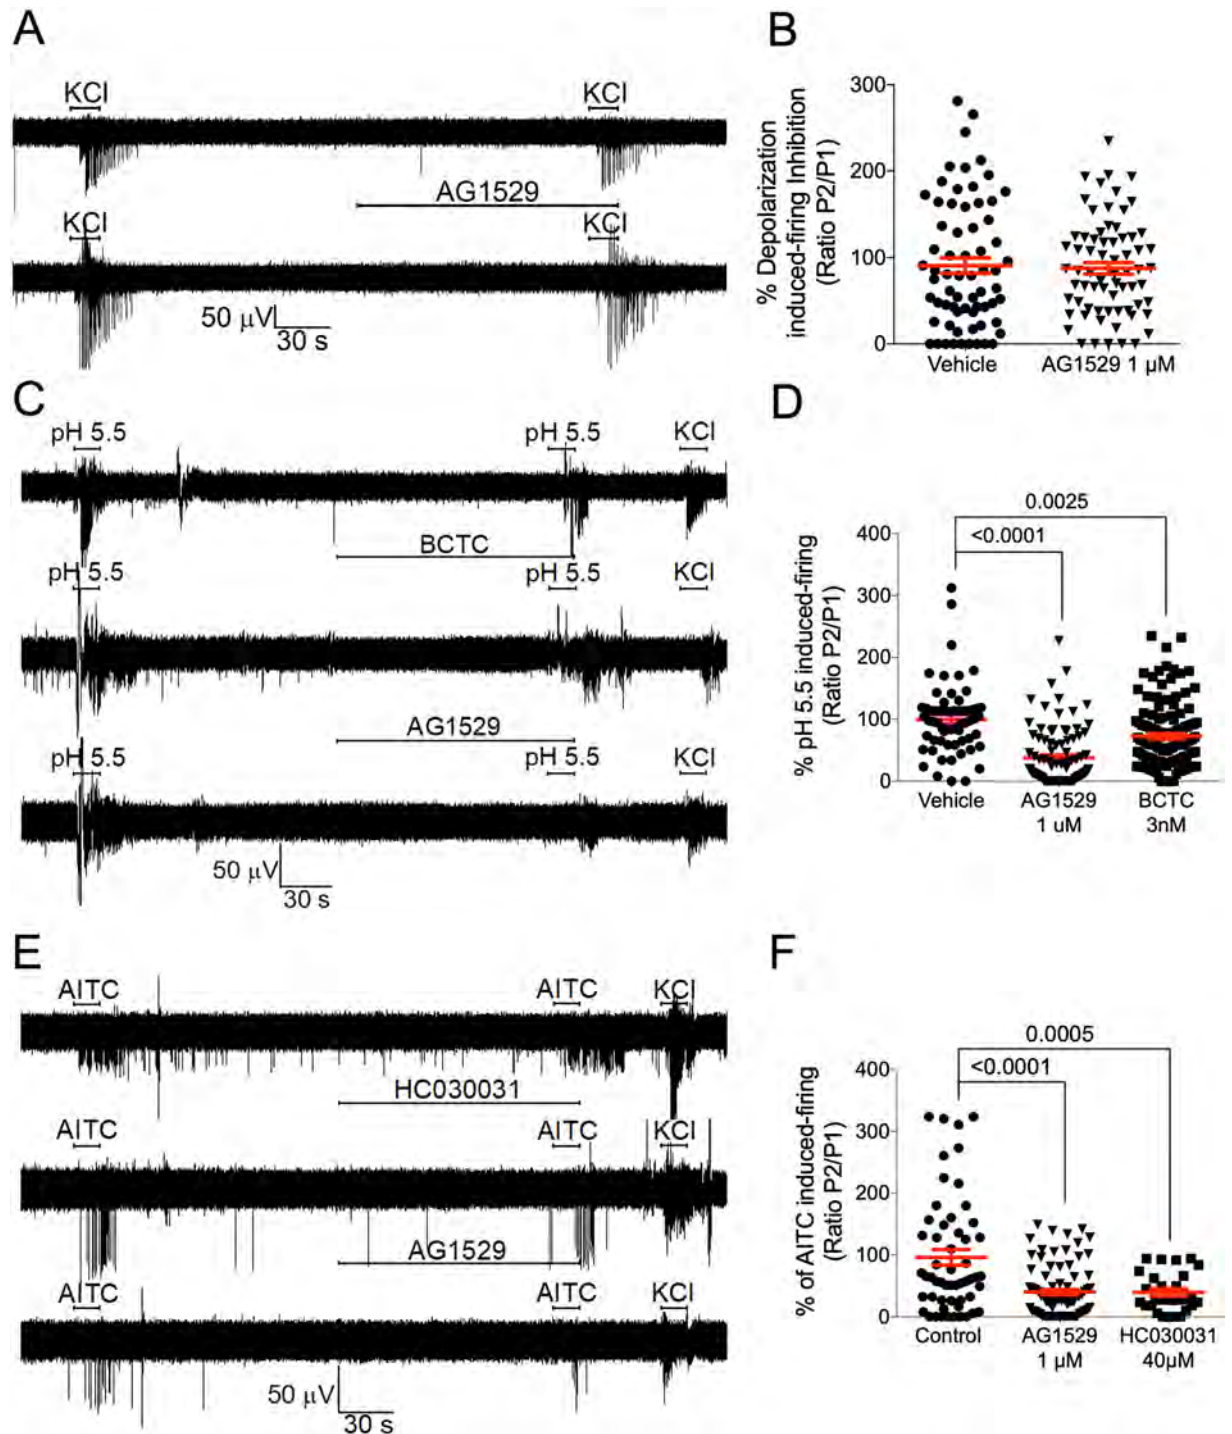 A
KCl
KCl
AG1529
KCl
KCl
50 µV
30 s
B
% Depolarization
induced-firing Inhibition
(Ratio P2/P1)
300
200
100
0
Vehicle
AG1529 1 µM
C
pH 5.5
pH 5.5
KCl
BCTC
pH 5.5
pH 5.5
KCl
AG1529
pH 5.5
pH 5.5
KCl
50 µV
30 s
D
% pH 5.5 induced-firing
(Ratio P2/P1)
0.0025
<0.0001
400
300
200
100
0
Vehicle
AG1529
1 uM
BCTC
3nM
E
AITC
AITC
KCl
HC030031
AITC
AITC
KCl
AG1529
AITC
AITC
KCl
50 µV
30 s
F
% of AITC induced-firing
(Ratio P2/P1)
0.0005
<0.0001
400
300
200
100
0
Control
AG1529
1 µM
HC030031
40µM